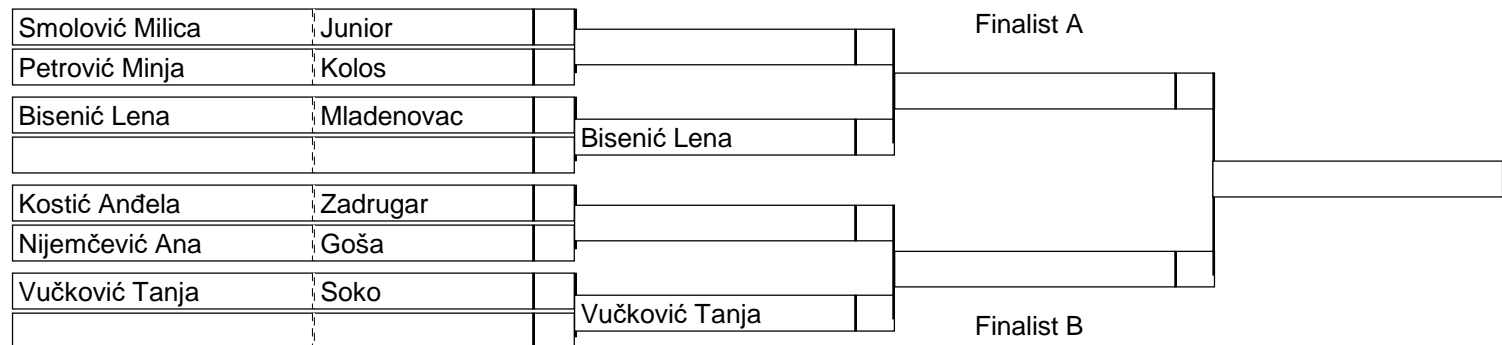 Smolović Milica Junior Finalist A
Petrović Minja Kolos
Bisenić Lena Mladenovac
Bisenić Lena
Kostić Anđela Zadrugar
Nijemčević Ana Goša
Vučković Tanja Soko
Vučković Tanja
Finalist B